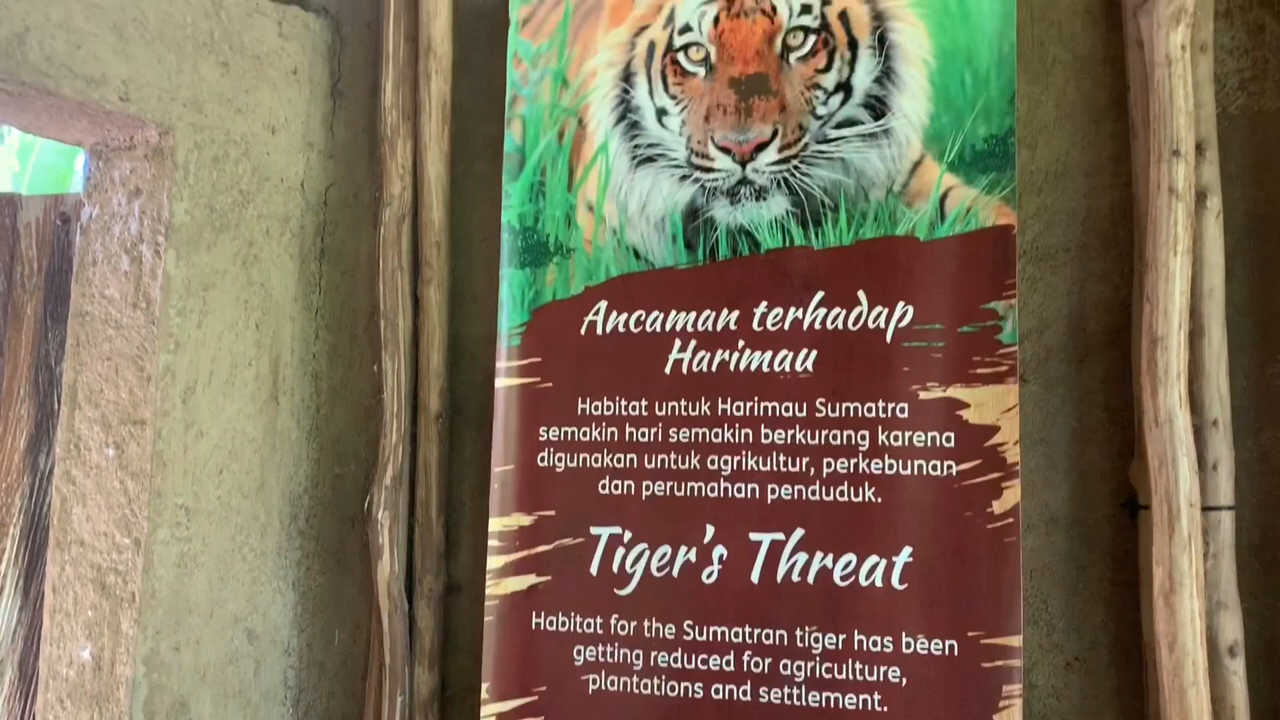 Ancaman terhadap
Harimau
Habitat untuk Harimau Sumatra
semakin hari semakin berkurang karena
digunakan untuk agrikultur, perkebunan
dan perumahan penduduk.
Tiger's Threat
Habitat for the Sumatran tiger has been
getting reduced for agriculture,
plantations and settlement.